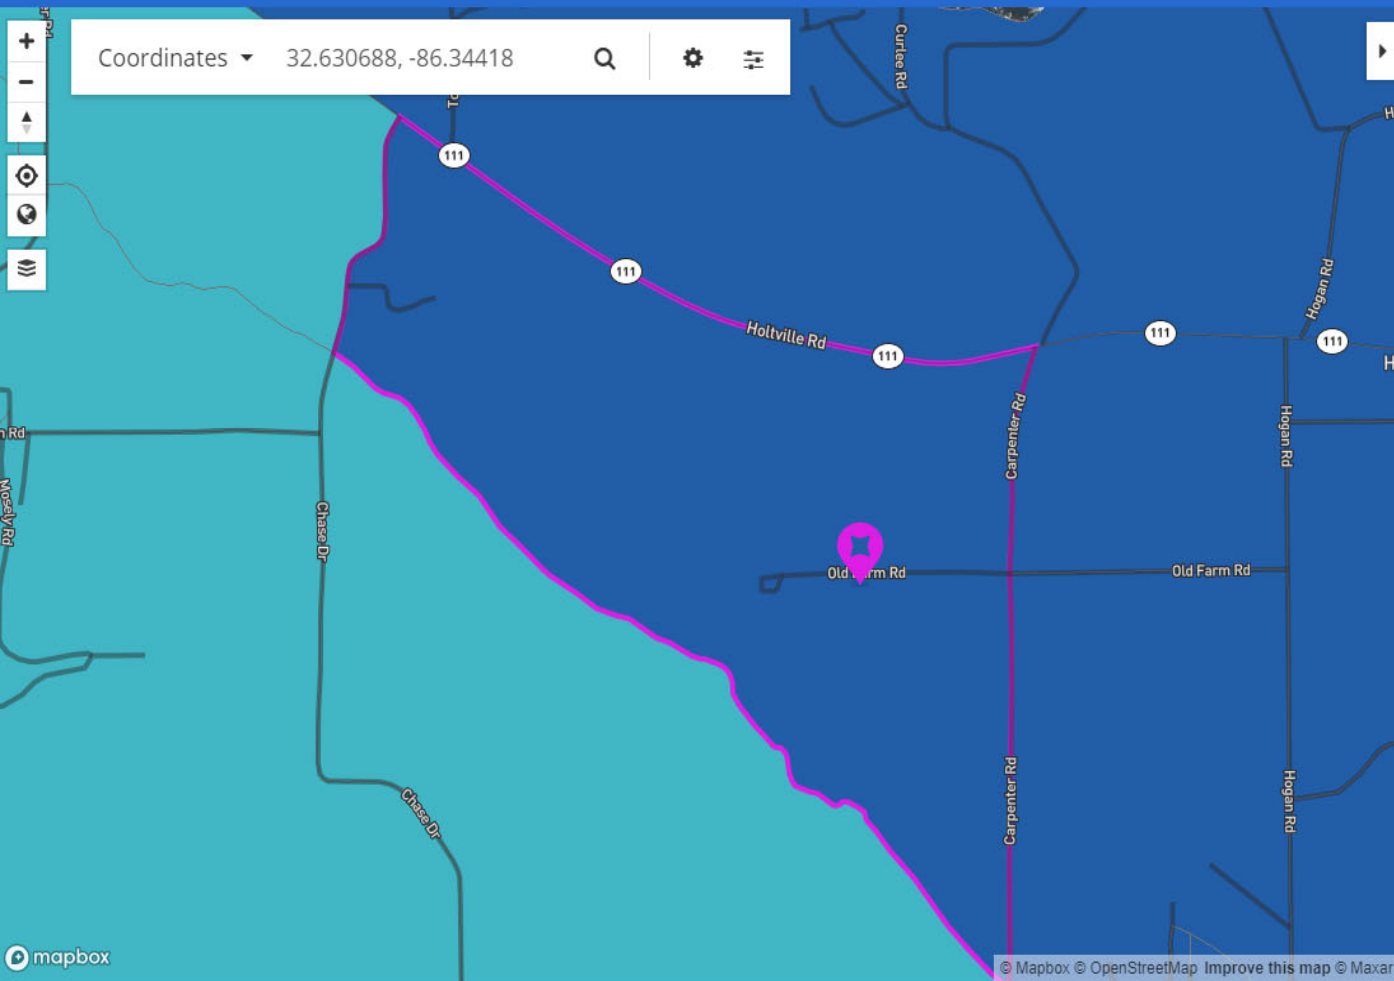 Coordinates 32.630688, -86.34418
Curlee Rd
111
111
Holtville Rd
111
111
111
Hogan Rd
H
H
Rd
Mosely Rd
Chase Dr
Carpenter Rd
Hogan Rd
Old Farm Rd
Old Farm Rd
Chase Dr
Carpenter Rd
Hogan Rd
mapbox
© Mapbox © OpenStreetMap Improve this map © Maxar